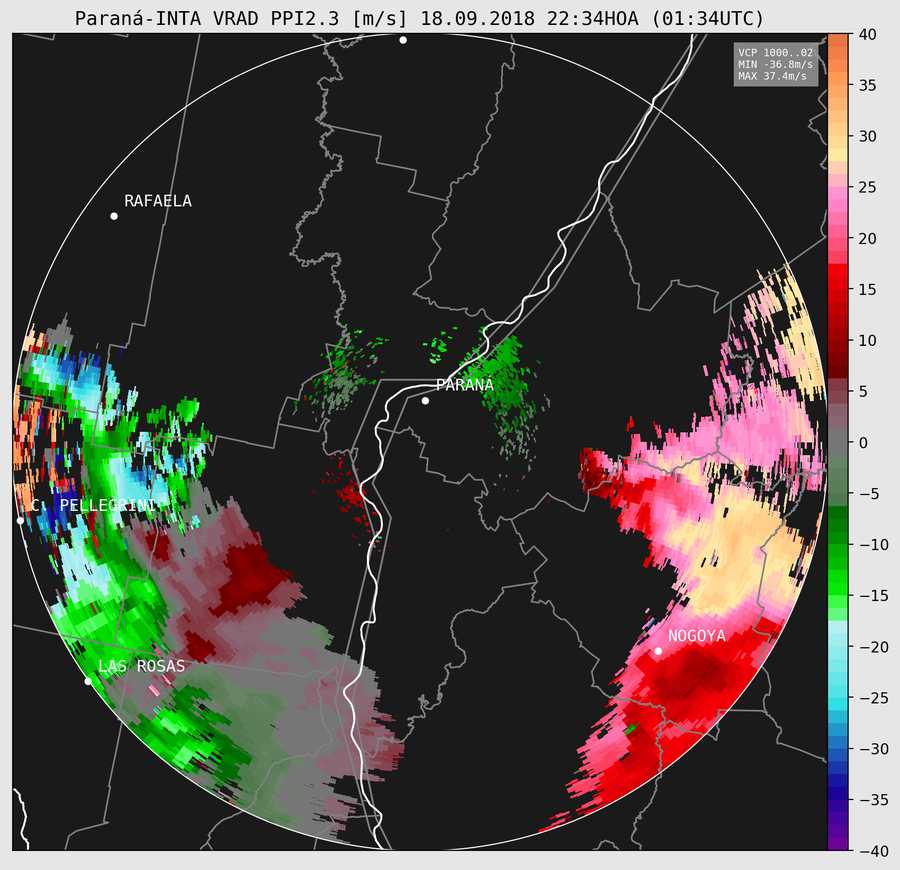 Paraná-INTA VRAD PPI2.3 [m/s] 18.09.2018 22:34HOA (01:34UTC)
VCP 1000..02
MIN -36.8m/s
MAX 37.4m/s
RAFAELA
PARANA
C. PELLEGRINI
NOGOYA
LAS ROSAS
40
35
30
25
20
15
10
5
0
−5
−10
−15
−20
−25
−30
−35
−40